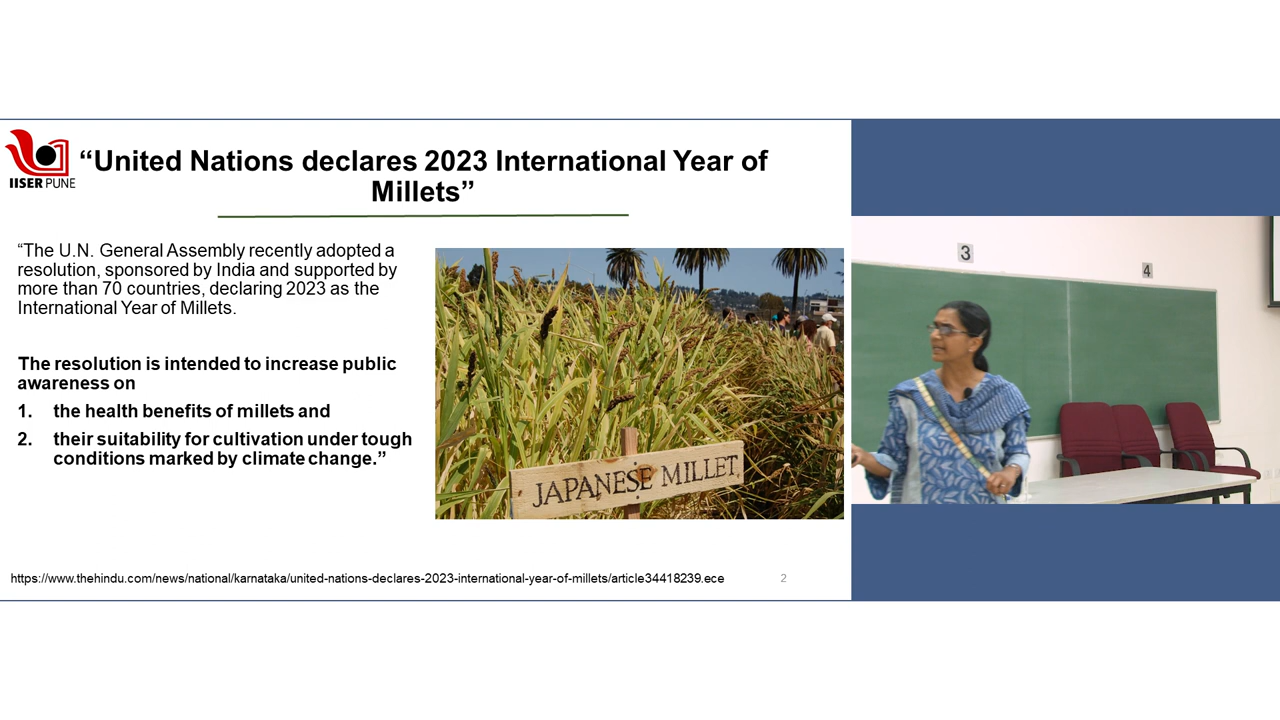 IISER PUNE
“United Nations declares 2023 International Year of
Millets”
“The U.N. General Assembly recently adopted a
resolution, sponsored by India and supported by
more than 70 countries, declaring 2023 as the
International Year of Millets.
The resolution is intended to increase public
awareness on
1. the health benefits of millets and
2. their suitability for cultivation under tough
conditions marked by climate change.”
JAPANESE MILLET
https://www.thehindu.com/news/national/karnataka/united-nations-declares-2023-international-year-of-millets/article34418239.ece
2
3
4